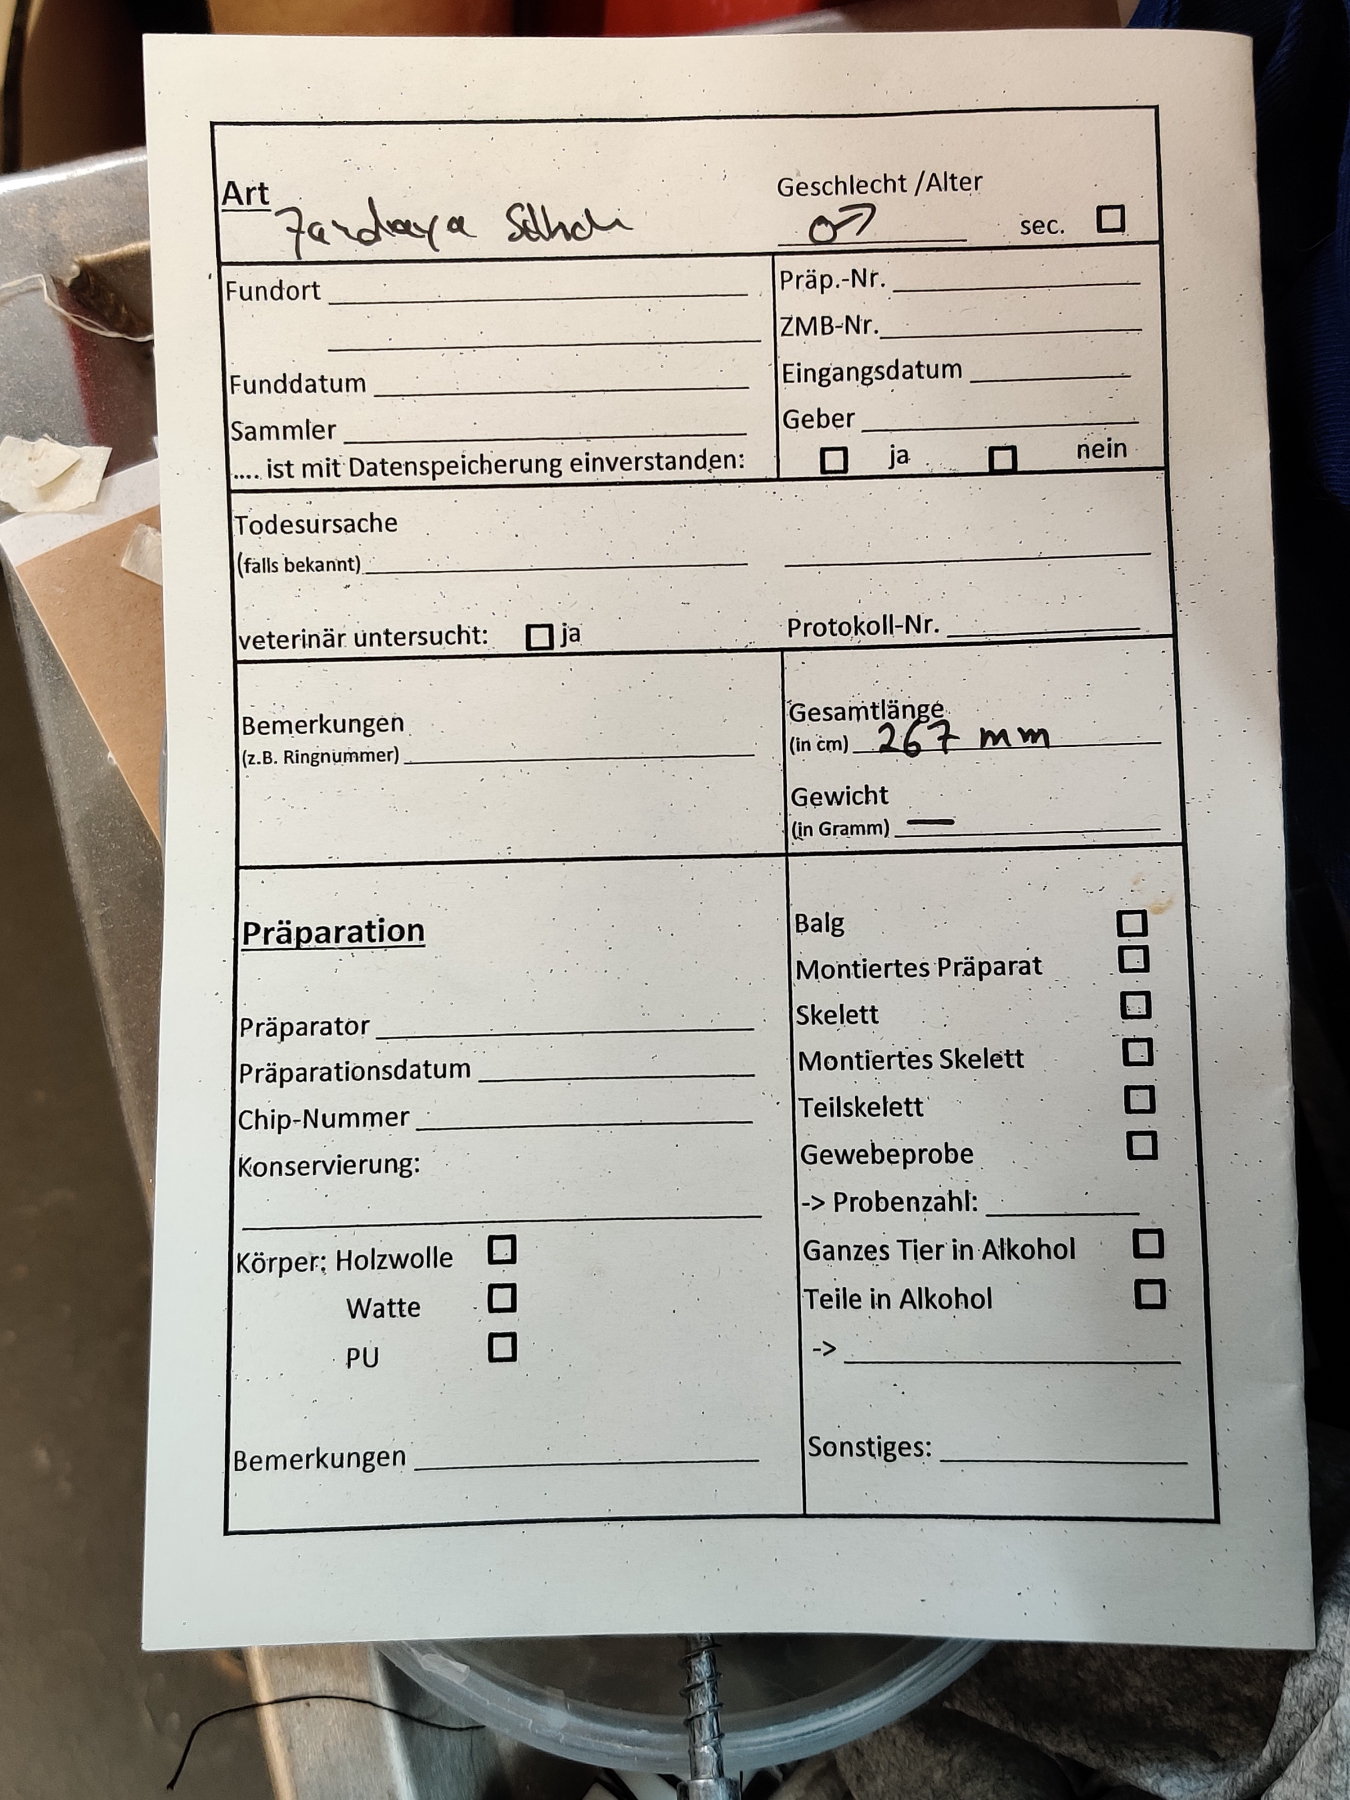 Art Jandaya Sittich
Geschlecht /Alter
♂
sec.
Fundort
Präp.-Nr.
ZMB-Nr.
Funddatum
Eingangsdatum
Sammler
Geber
.... ist mit Datenspeicherung einverstanden:
ja
nein
Todesursache
(falls bekannt)
veterinär untersucht: ja
Protokoll-Nr.
Bemerkungen
(z.B. Ringnummer)
Gesamtlänge
(in cm) 267 mm
Gewicht
(in Gramm) —
Präparation
Präparator
Präparationsdatum
Chip-Nummer
Konservierung:
Körper: Holzwolle
Watte
PU
Bemerkungen
Balg
Montiertes Präparat
Skelett
Montiertes Skelett
Teilskelett
Gewebeprobe
-> Probenzahl:
Ganzes Tier in Alkohol
Teile in Alkohol
->
Sonstiges: